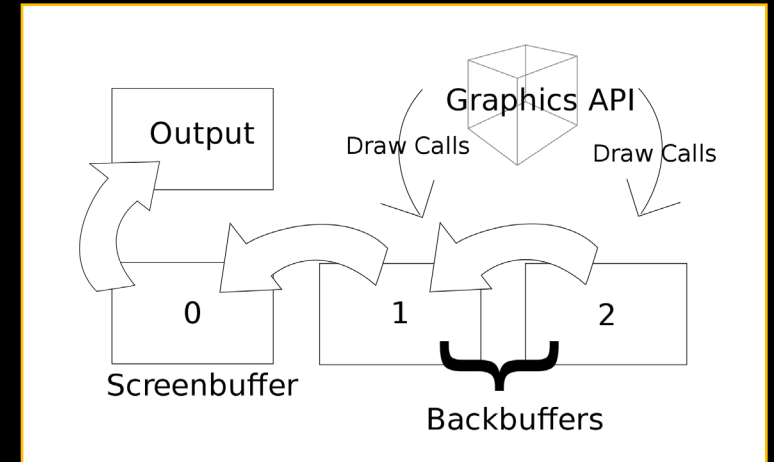 Graphics API
Output
Draw Calls
Draw Calls
0
1
2
Screenbuffer
Backbuffers